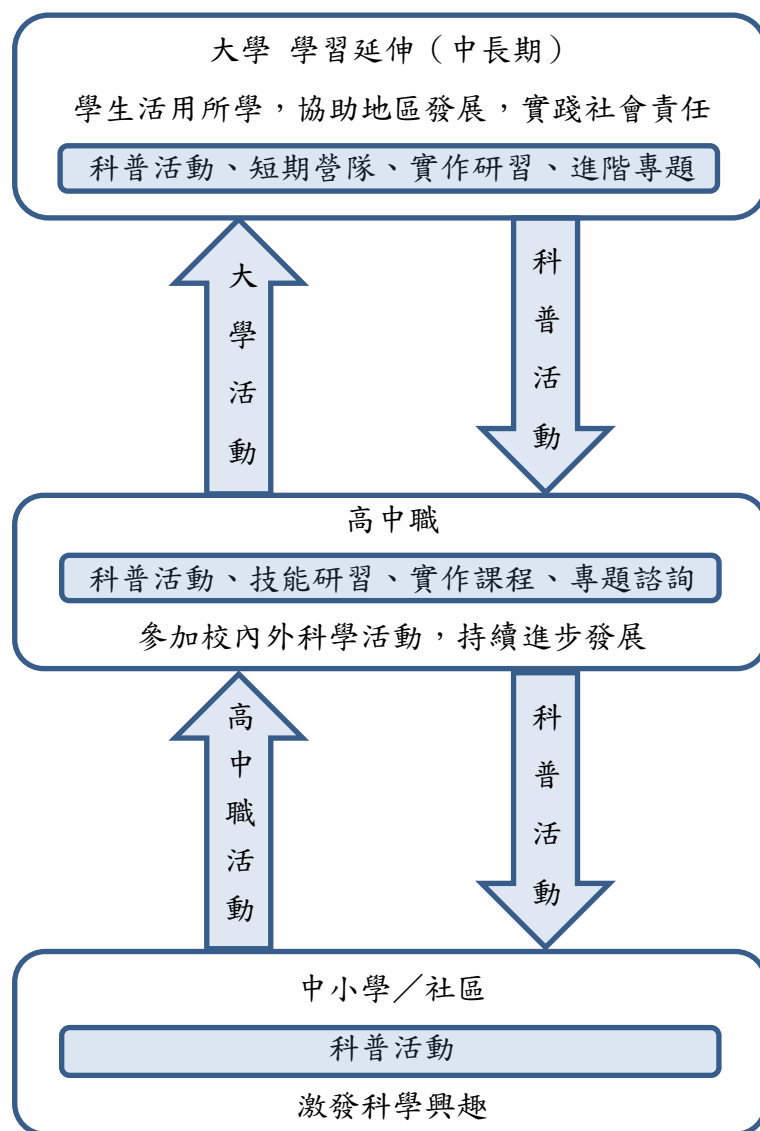 大學 學習延伸（中長期）
學生活用所學，協助地區發展，實踐社會責任
科普活動、短期營隊、實作研習、進階專題
大學活動
科普活動
高中職
科普活動、技能研習、實作課程、專題諮詢
參加校內外科學活動，持續進步發展
高中職活動
科普活動
中小學／社區
科普活動
激發科學興趣